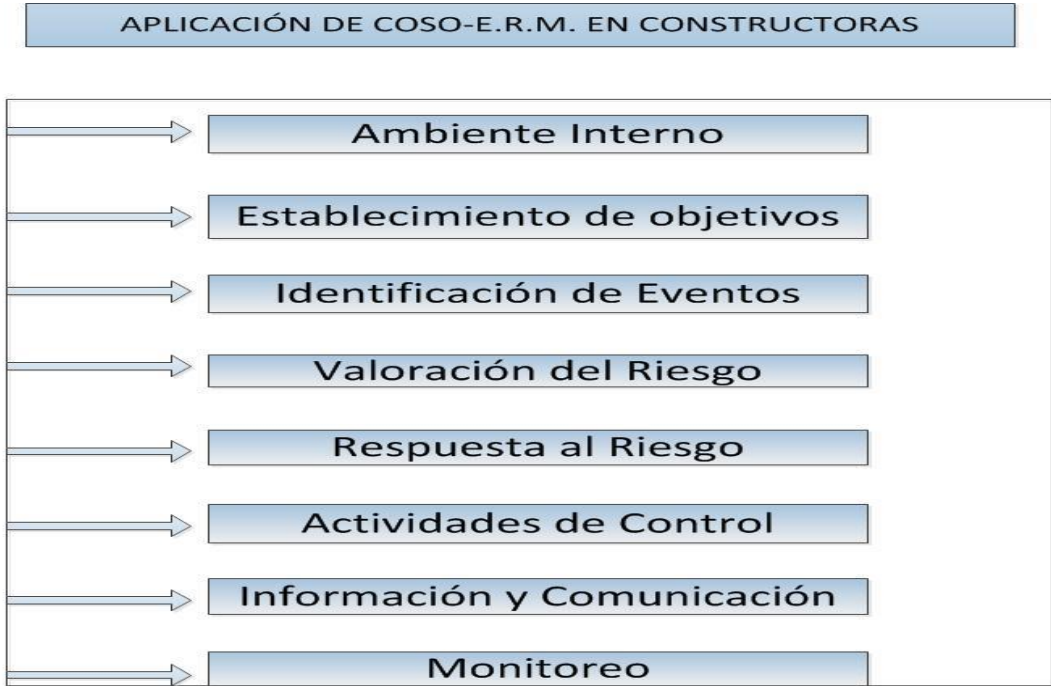 APLICACIÓN DE COSO-E.R.M. EN CONSTRUCTORAS
Ambiente Interno
Establecimiento de objetivos
Identificación de Eventos
Valoración del Riesgo
Respuesta al Riesgo
Actividades de Control
Información y Comunicación
Monitoreo